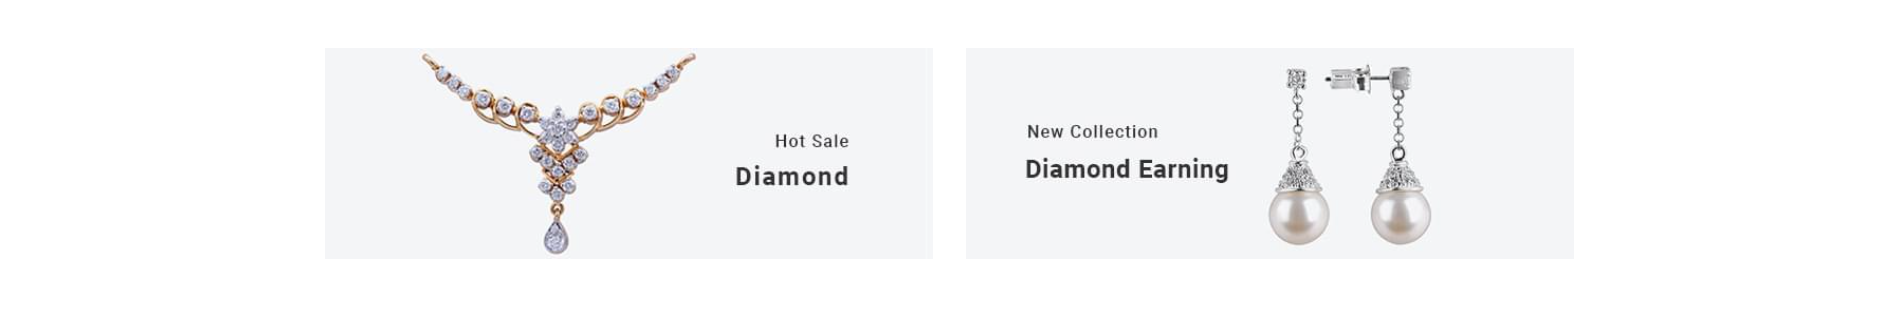 Hot Sale
Diamond
New Collection
Diamond Earning